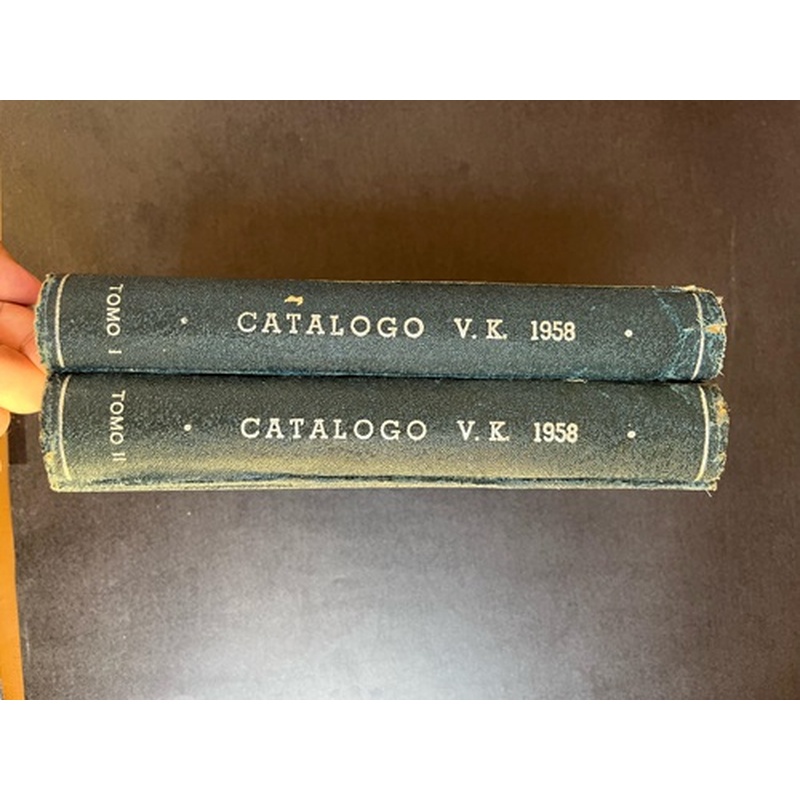 TOMO I
CATALOGO V. K. 1958
TOMO II
CATALOGO V. K. 1958